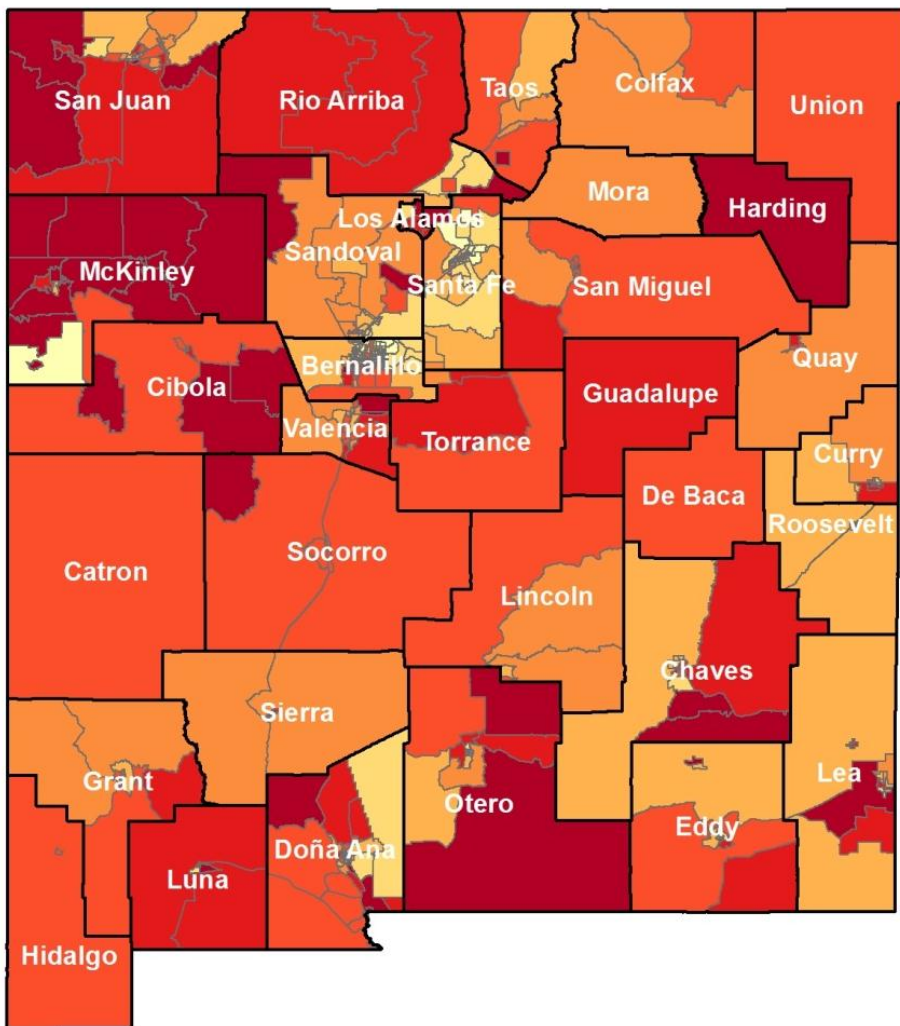 San Juan
Rio Arriba
Taos
Colfax
Union
Mora
Harding
Los Alamos
Sandoval
McKinley
Santa Fe
San Miguel
Bernalillo
Quay
Cibola
Guadalupe
Valencia
Torrance
Curry
De Baca
Roosevelt
Catron
Socorro
Lincoln
Chaves
Sierra
Grant
Otero
Lea
Eddy
Doña Ana
Luna
Hidalgo